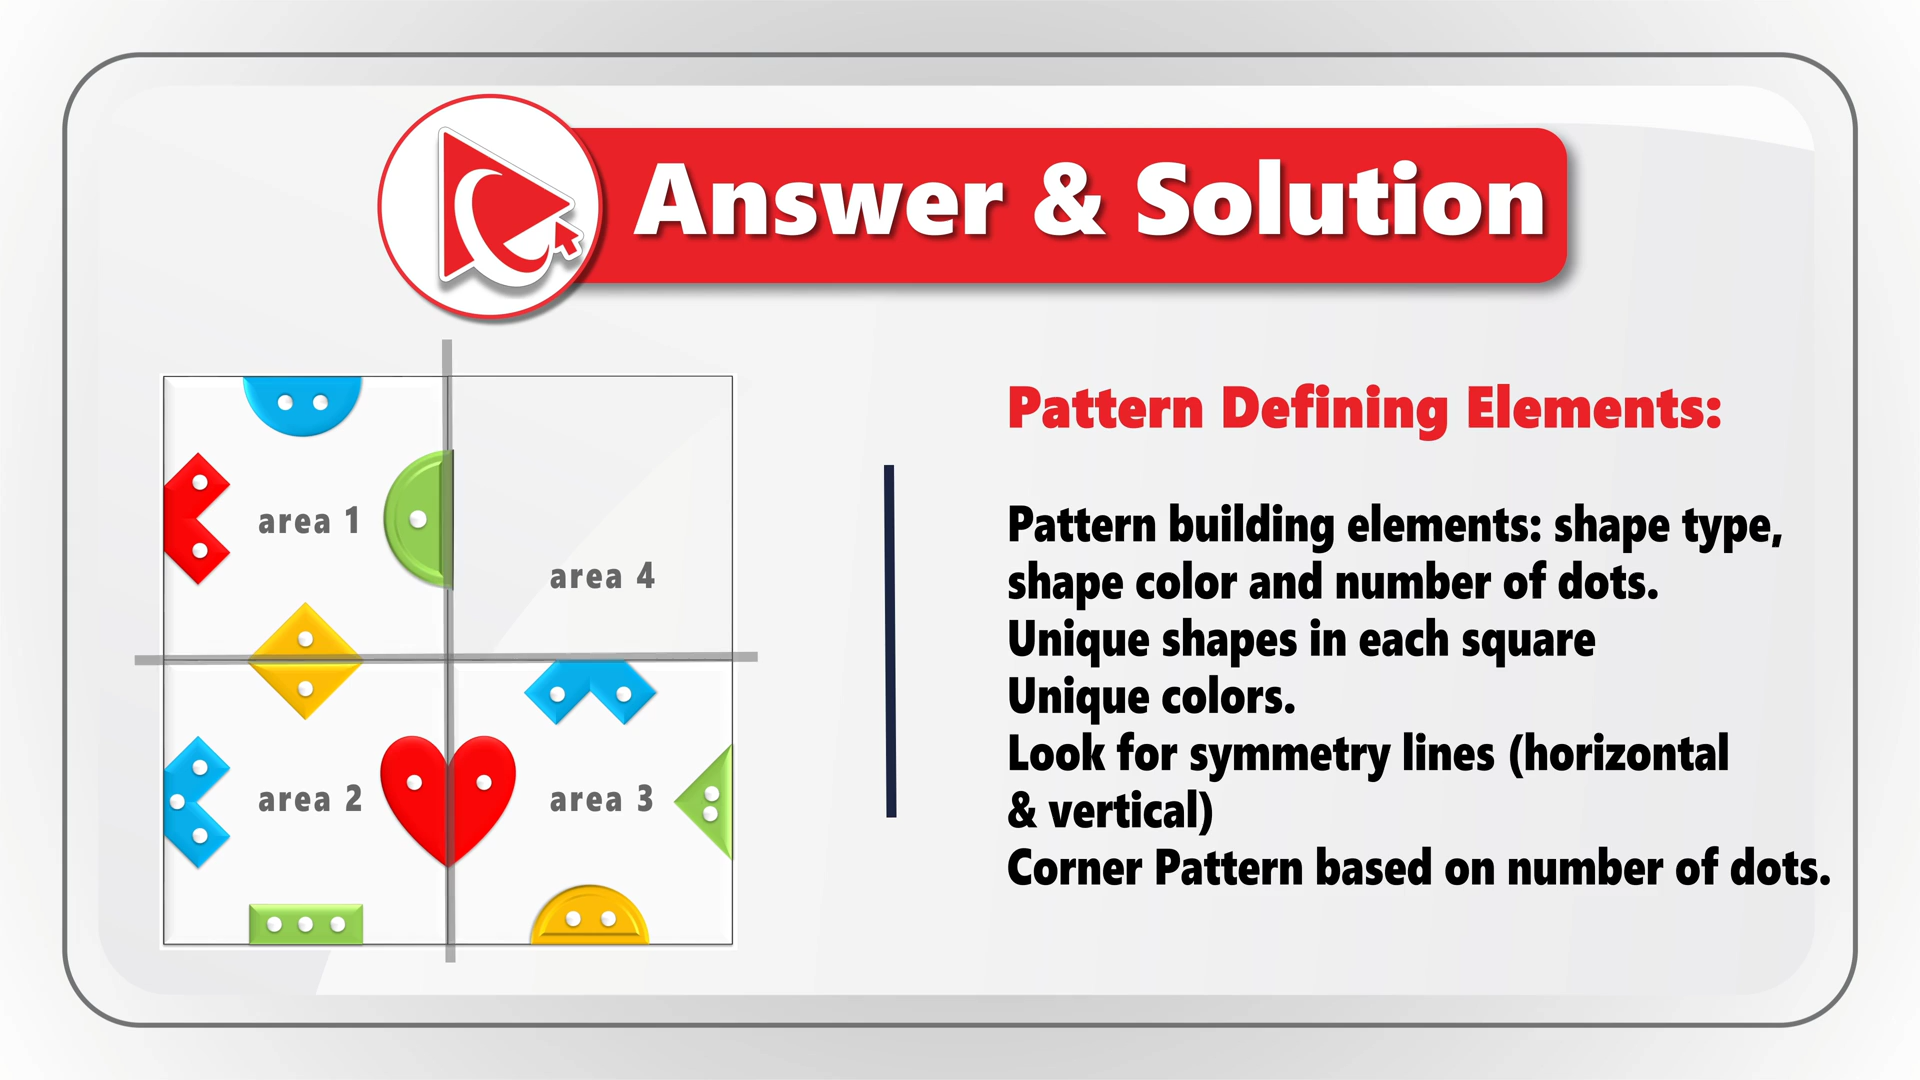 Answer & Solution
area 1
area 4
area 2
area 3
Pattern Defining Elements:
Pattern building elements: shape type,
shape color and number of dots.
Unique shapes in each square
Unique colors.
Look for symmetry lines (horizontal
& vertical)
Corner Pattern based on number of dots.